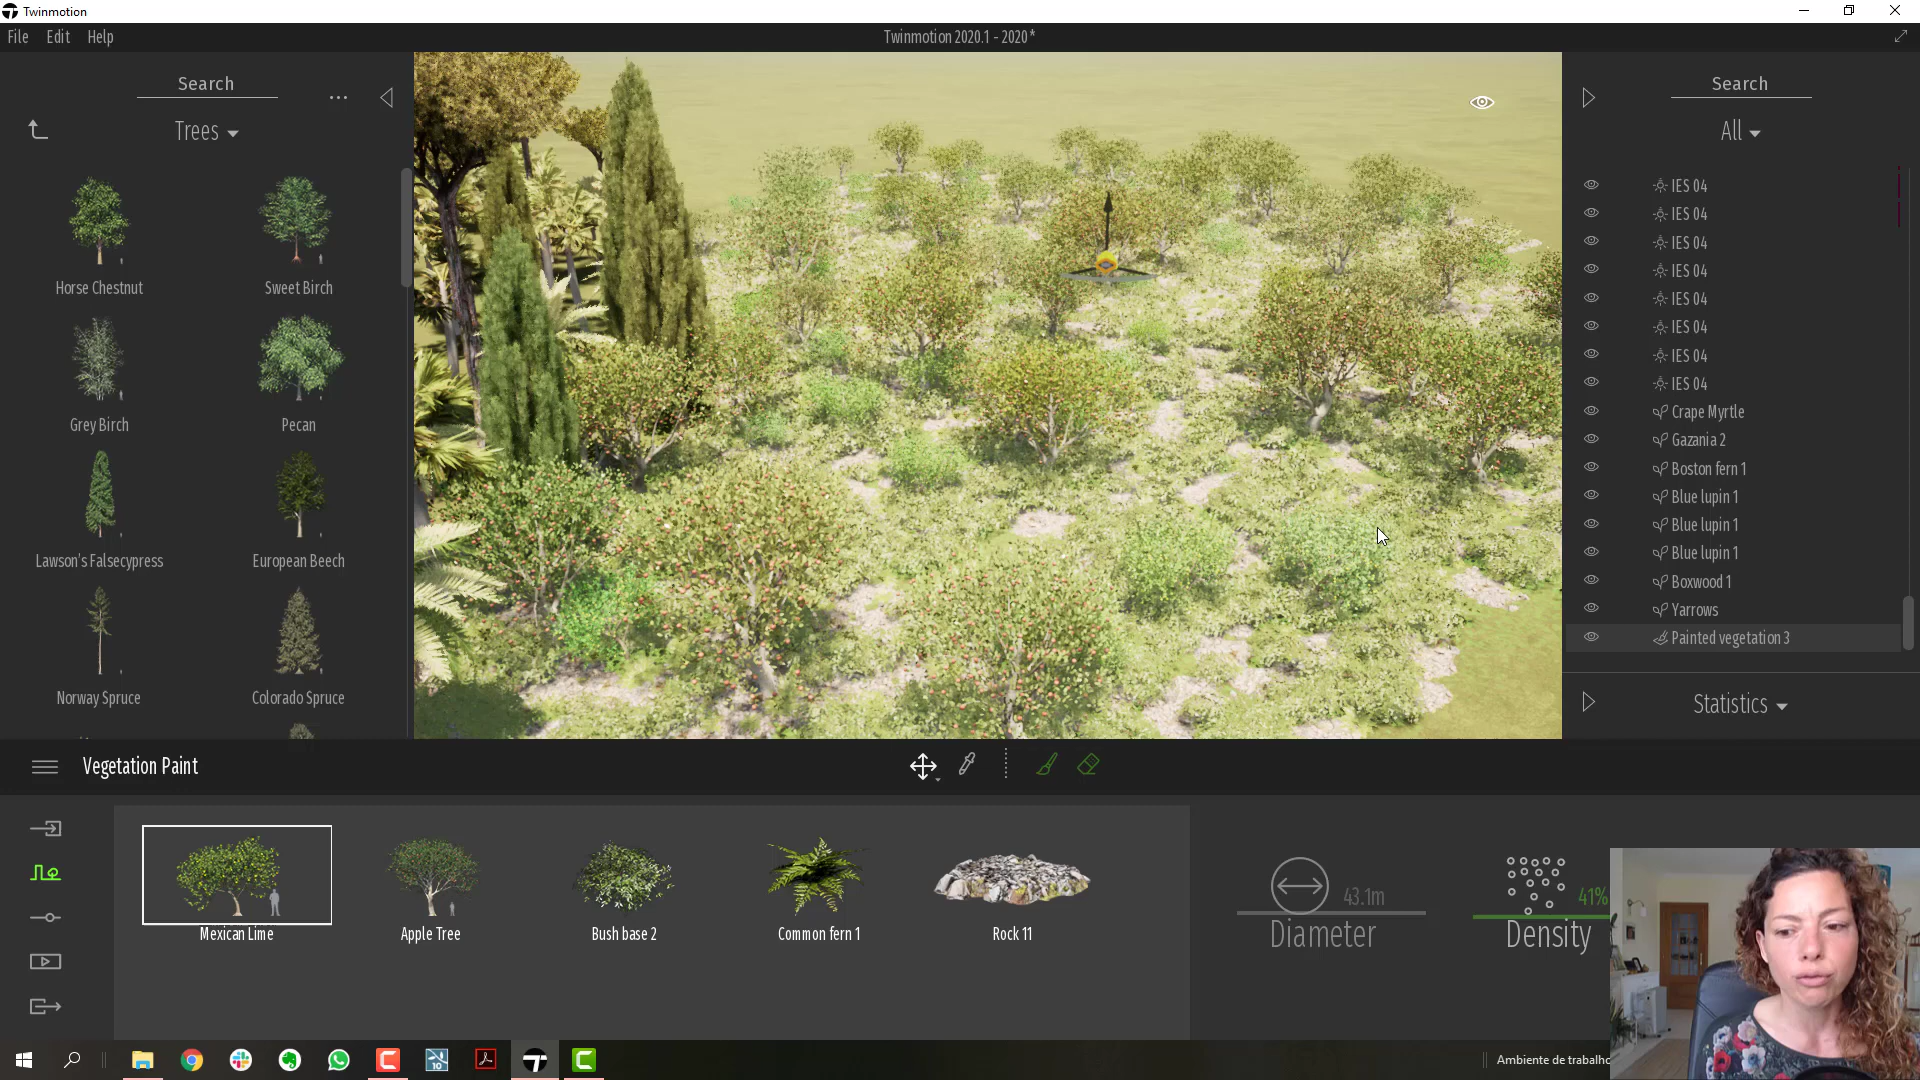 Twinmotion
File Edit Help
Twinmotion 2020.1 - 2020*
Search
Trees
Horse Chestnut
Sweet Birch
Grey Birch
Pecan
Lawson's Falsecypress
European Beech
Norway Spruce
Colorado Spruce
Search
All
IES 04
IES 04
IES 04
IES 04
IES 04
IES 04
IES 04
IES 04
Crape Myrtle
Gazania 2
Boston fern 1
Blue lupin 1
Blue lupin 1
Blue lupin 1
Boxwood 1
Yarrows
Painted vegetation 3
Statistics
Vegetation Paint
Mexican Lime
Apple Tree
Bush base 2
Common fern 1
Rock 11
43.1m
Diameter
41%
Density
10
Ambiente de trabalho